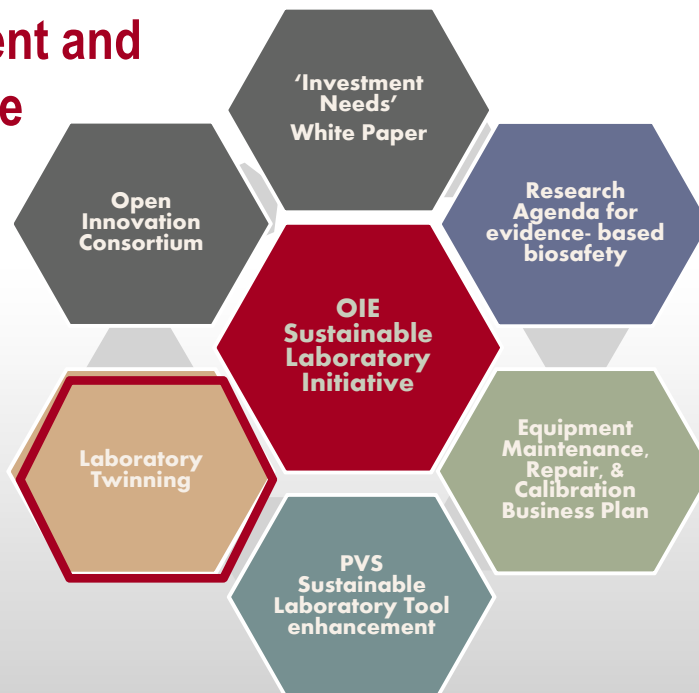 ent and
e
‘Investment
Needs’
White Paper
Open
Innovation
Consortium
Research
Agenda for
evidence- based
biosafety
OIE
Sustainable
Laboratory
Initiative
Laboratory
Twinning
Equipment
Maintenance,
Repair, &
Calibration
Business Plan
PVS
Sustainable
Laboratory Tool
enhancement